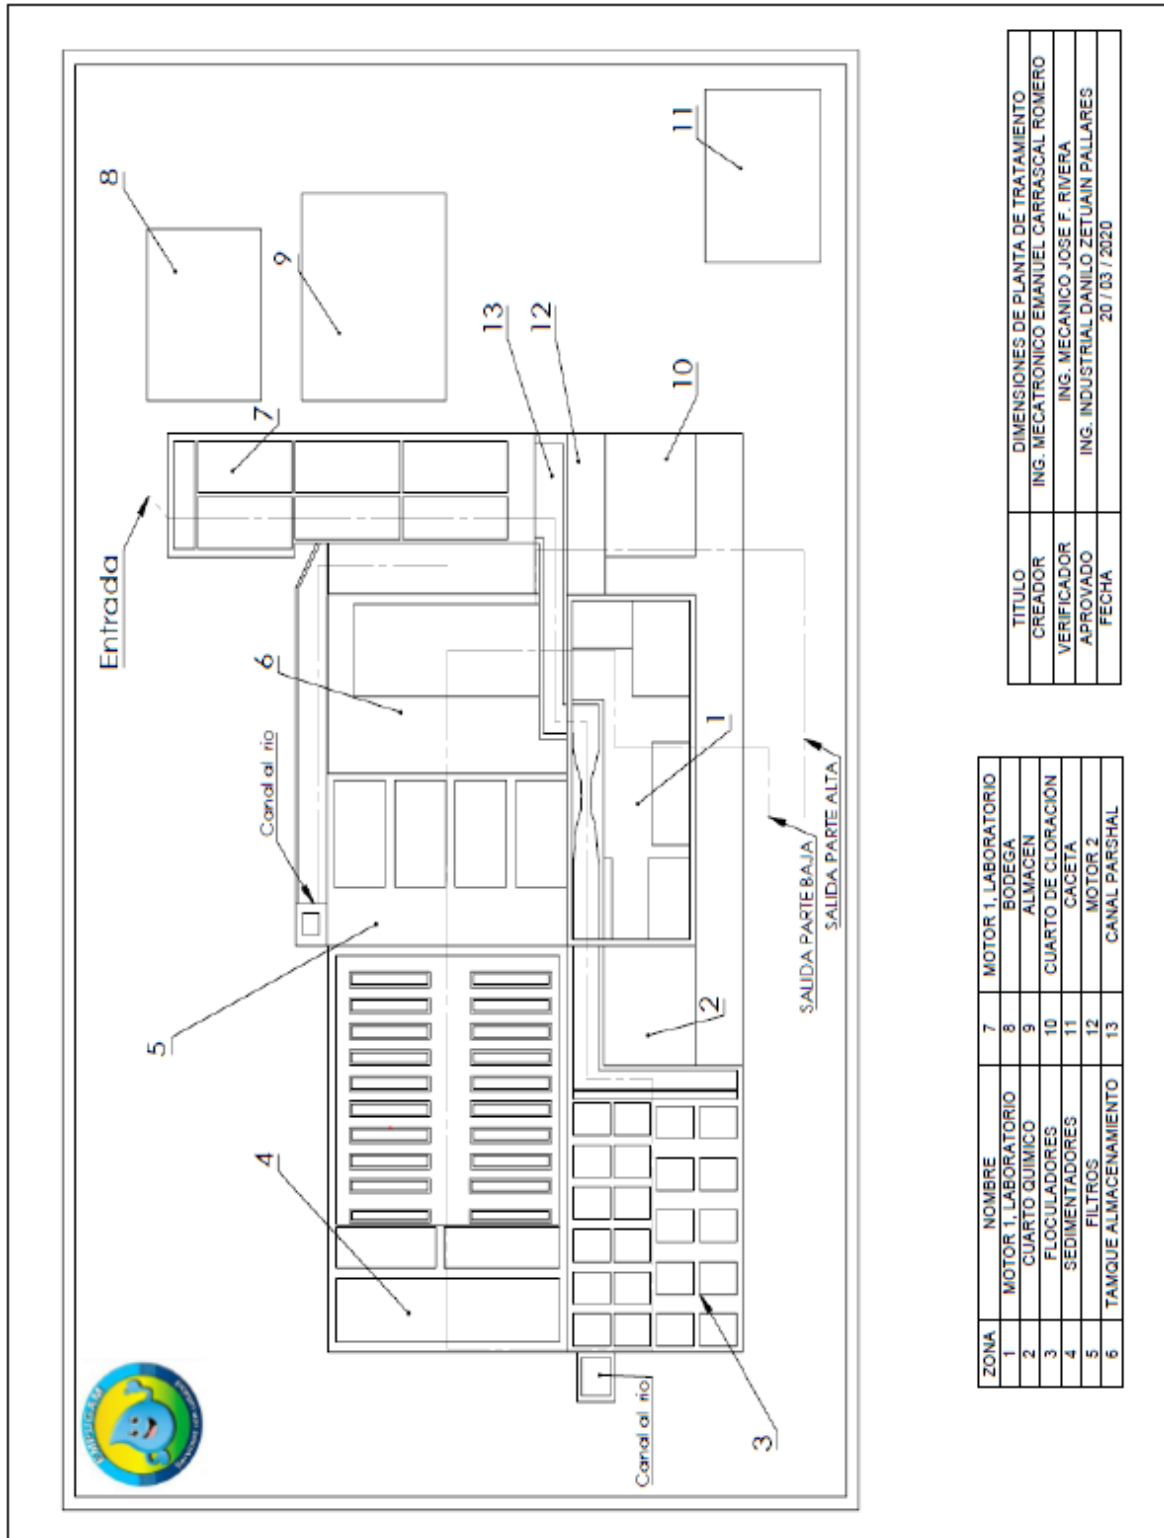 EMPUGAM
Entrada
Canal al rio
Canal al rio
SALIDA PARTE BAJA
SALIDA PARTE ALTA
1
2
3
4
5
6
7
8
9
10
11
12
13
ZONA NOMBRE
1 MOTOR 1, LABORATORIO 7 MOTOR 1, LABORATORIO
2 CUARTO QUIMICO 8 BODEGA
3 FLOCULADORES 9 ALMACEN
4 SEDIMENTADORES 10 CUARTO DE CLORACIÓN
5 FILTROS 11 CACETA
6 TAMQUE ALMACENAMIENTO 12 MOTOR 2
13 CANAL PARSHAL
TITULO DIMENSIONES DE PLANTA DE TRATAMIENTO
CREADOR ING. MECATRONICO EMANUEL CARRASCAL ROMERO
VERIFICADOR ING. MECANICO JOSE F. RIVERA
APROVADO ING. INDUSTRIAL DANILO ZETUAIN PALLARES
FECHA 20 / 03 / 2020